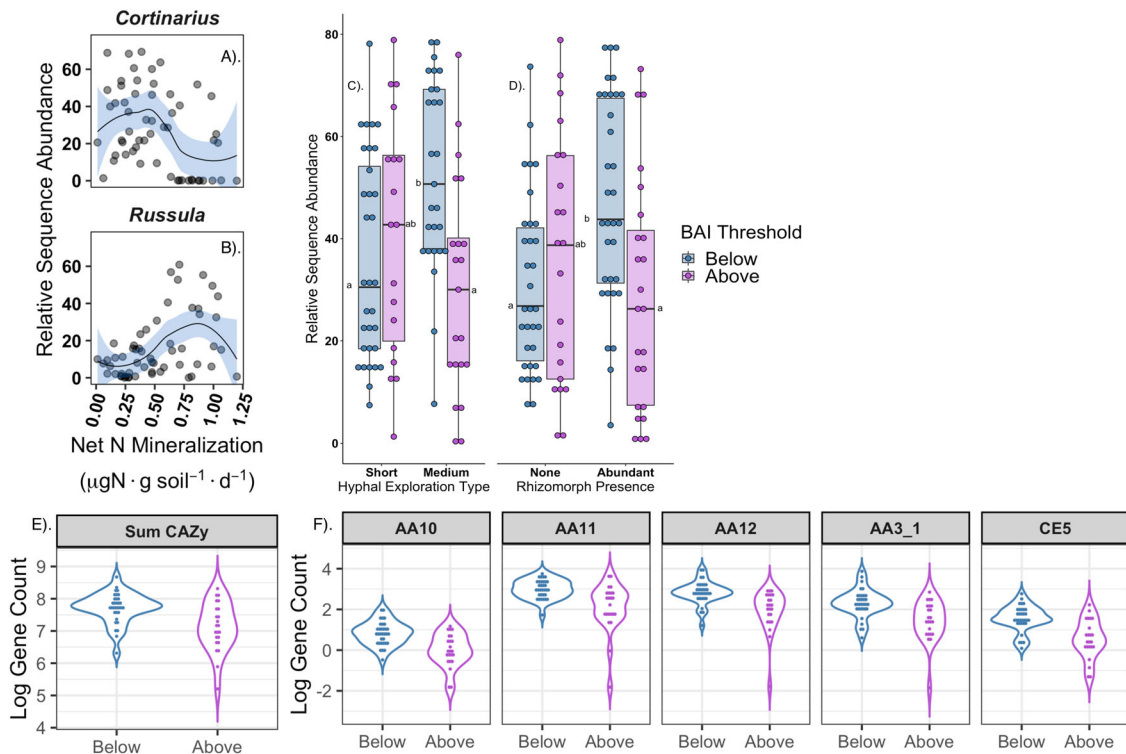 Cortinarius
A).
60
40
20
0
Relative Sequence Abundance
Russula
B).
60
40
20
0
0.00 0.25 0.50 0.75 1.00 1.25
Net N Mineralization
(μgN · g soil⁻¹ · d⁻¹)
80
60
40
20
0
Relative Sequence Abundance
C).
a
ab
b
a
Short Medium
Hyphal Exploration Type
D).
a
ab
b
a
None Abundant
Rhizomorph Presence
BAI Threshold
Below
Above
E).
Sum CAZy
Log Gene Count
9
8
7
6
5
4
Below Above
F).
AA10 AA11 AA12 AA3_1 CE5
Log Gene Count
4
2
0
-2
Below Above Below Above Below Above Below Above Below Above